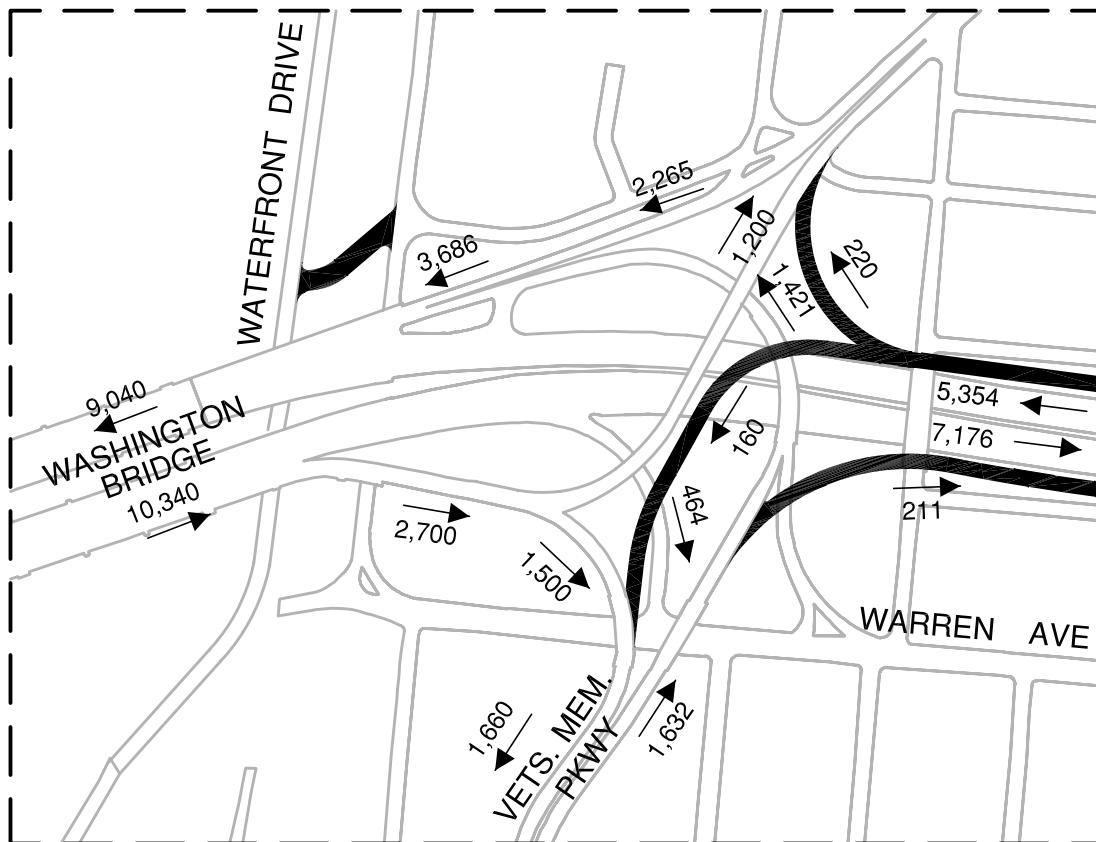 WATERFRONT DRIVE
2,265
3,686
1,200
220
1,421
9,040
WASHINGTON
BRIDGE
10,340
5,354
7,176
160
464
211
2,700
1,500
WARREN AVE
1,660
VETS. MEM.
PKWY
1,632